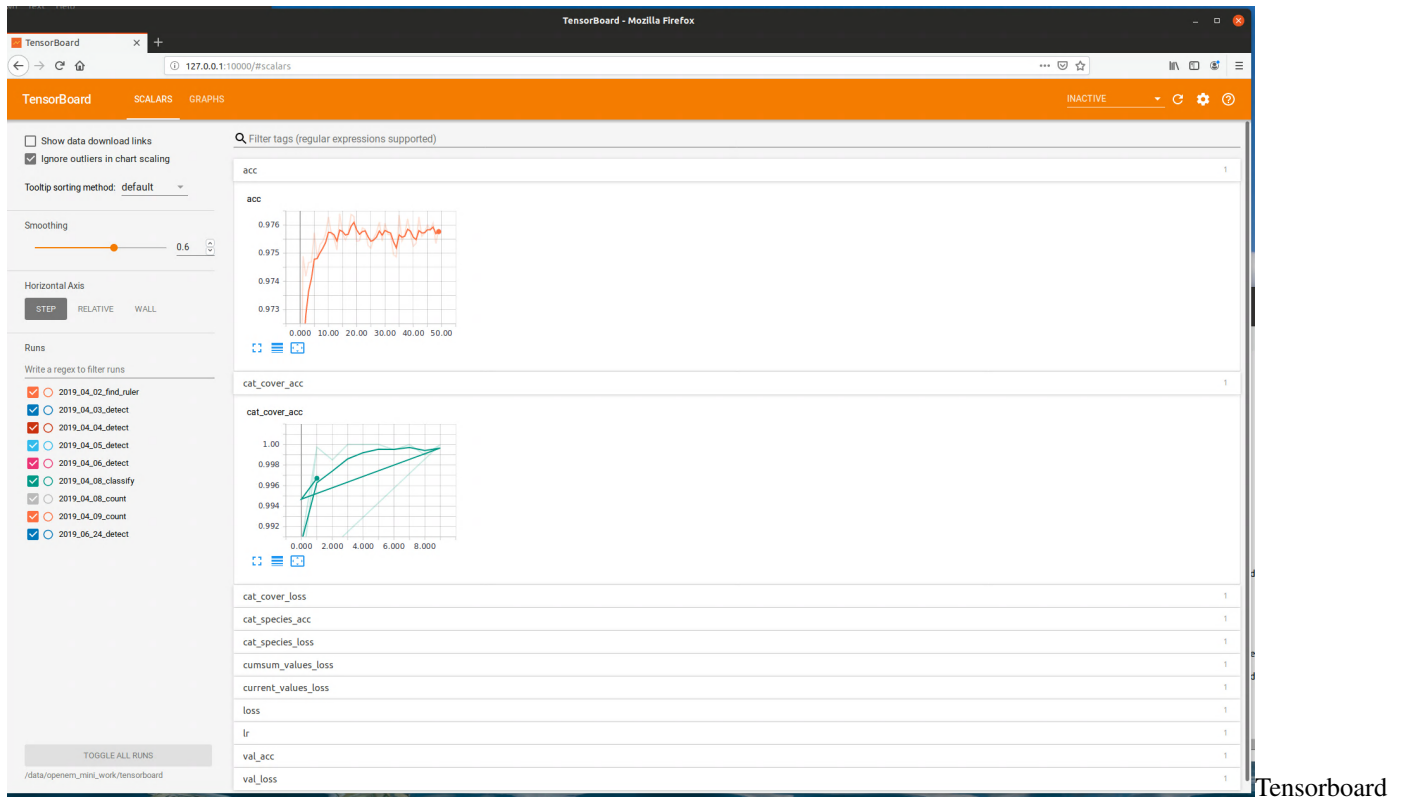 TensorBoard - Mozilla Firefox
TensorBoard
127.0.0.1:10000/#scalars
TensorBoard SCALARS GRAPHS INACTIVE
Show data download links
Ignore outliers in chart scaling
Tooltip sorting method: default
Smoothing
0.6
Horizontal Axis
STEP RELATIVE WALL
Runs
Write a regex to filter runs
2019_04_02_find_ruler
2019_04_03_detect
2019_04_04_detect
2019_04_05_detect
2019_04_06_detect
2019_04_08_classify
2019_04_08_count
2019_04_09_count
2019_06_24_detect
TOGGLE ALL RUNS
/data/openem_mini_work/tensorboard
Filter tags (regular expressions supported)
acc 1
acc
0.976
0.975
0.974
0.973
0.000 10.00 20.00 30.00 40.00 50.00
cat_cover_acc 1
cat_cover_acc
1.00
0.998
0.996
0.994
0.992
0.000 2.000 4.000 6.000 8.000
cat_cover_loss 1
cat_species_acc 1
cat_species_loss 1
cumsum_values_loss 1
current_values_loss 1
loss 1
lr 1
val_acc 1
val_loss 1
Tensorboard